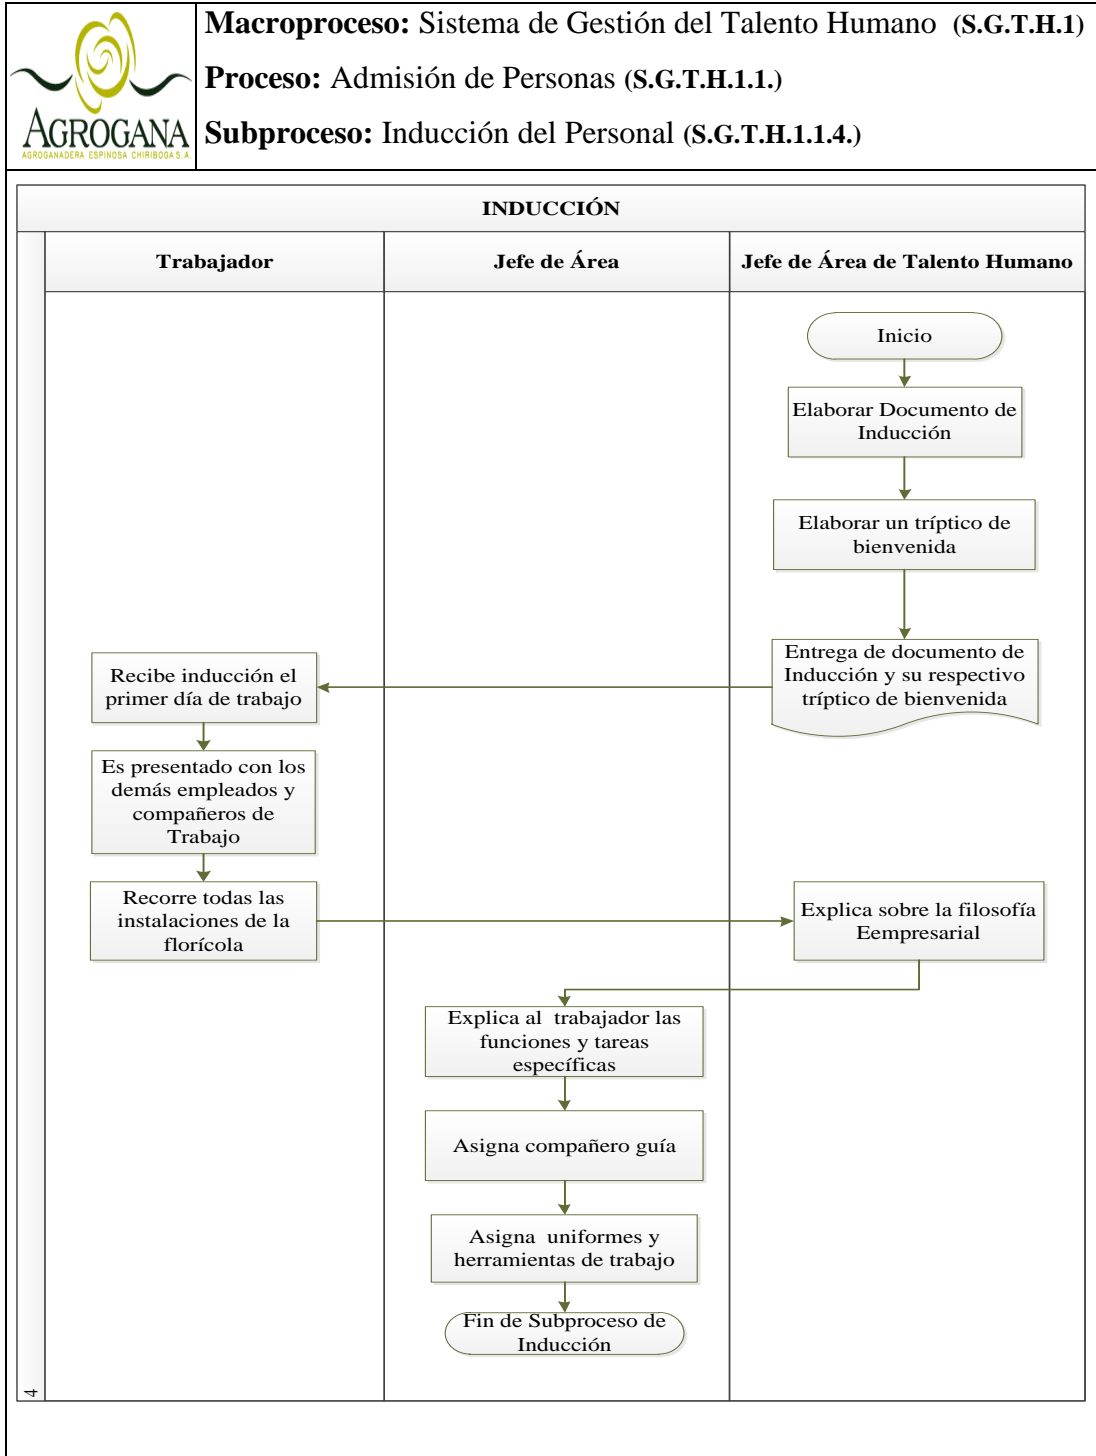 Macroproceso: Sistema de Gestión del Talento Humano (S.G.T.H.1)
Proceso: Admisión de Personas (S.G.T.H.1.1.)
Subproceso: Inducción del Personal (S.G.T.H.1.1.4.)
AGROGANA
AGROGANADERA ESPINOSA CHIRIBOGA S.A.
INDUCCIÓN
Trabajador
Jefe de Área
Jefe de Área de Talento Humano
Inicio
Elaborar Documento de
Inducción
Elaborar un tríptico de
bienvenida
Entrega de documento de
Inducción y su respectivo
tríptico de bienvenida
Recibe inducción el
primer día de trabajo
Es presentado con los
demás empleados y
compañeros de
Trabajo
Recorre todas las
instalaciones de la
florícola
Explica sobre la filosofía
Eempresarial
Explica al trabajador las
funciones y tareas
específicas
Asigna compañero guía
Asigna uniformes y
herramientas de trabajo
Fin de Subproceso de
Inducción
4